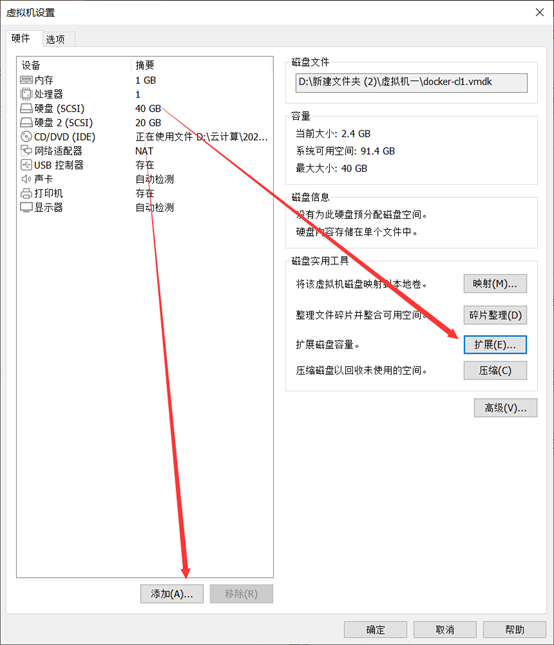 虚拟机设置
硬件 选项
设备 摘要
内存 1 GB
处理器 1
硬盘 (SCSI) 40 GB
硬盘 2 (SCSI) 20 GB
CD/DVD (IDE) 正在使用文件 D:\云计算\202...
网络适配器 NAT
USB 控制器 存在
声卡 自动检测
打印机 存在
显示器 自动检测
添加(A)... 移除(R)
磁盘文件
D:\新建文件夹 (2)\虚拟机一\docker-cl1.vmdk
容量
当前大小: 2.4 GB
系统可用空间: 91.4 GB
最大大小: 40 GB
磁盘信息
没有为此硬盘预分配磁盘空间。
硬盘内容存储在单个文件中。
磁盘实用工具
将该虚拟机磁盘映射到本地卷。 映射(M)...
整理文件碎片并整合可用空间。 碎片整理(D)
扩展磁盘容量。 扩展(E)...
压缩磁盘以回收未使用的空间。 压缩(C)
高级(V)...
确定 取消 帮助